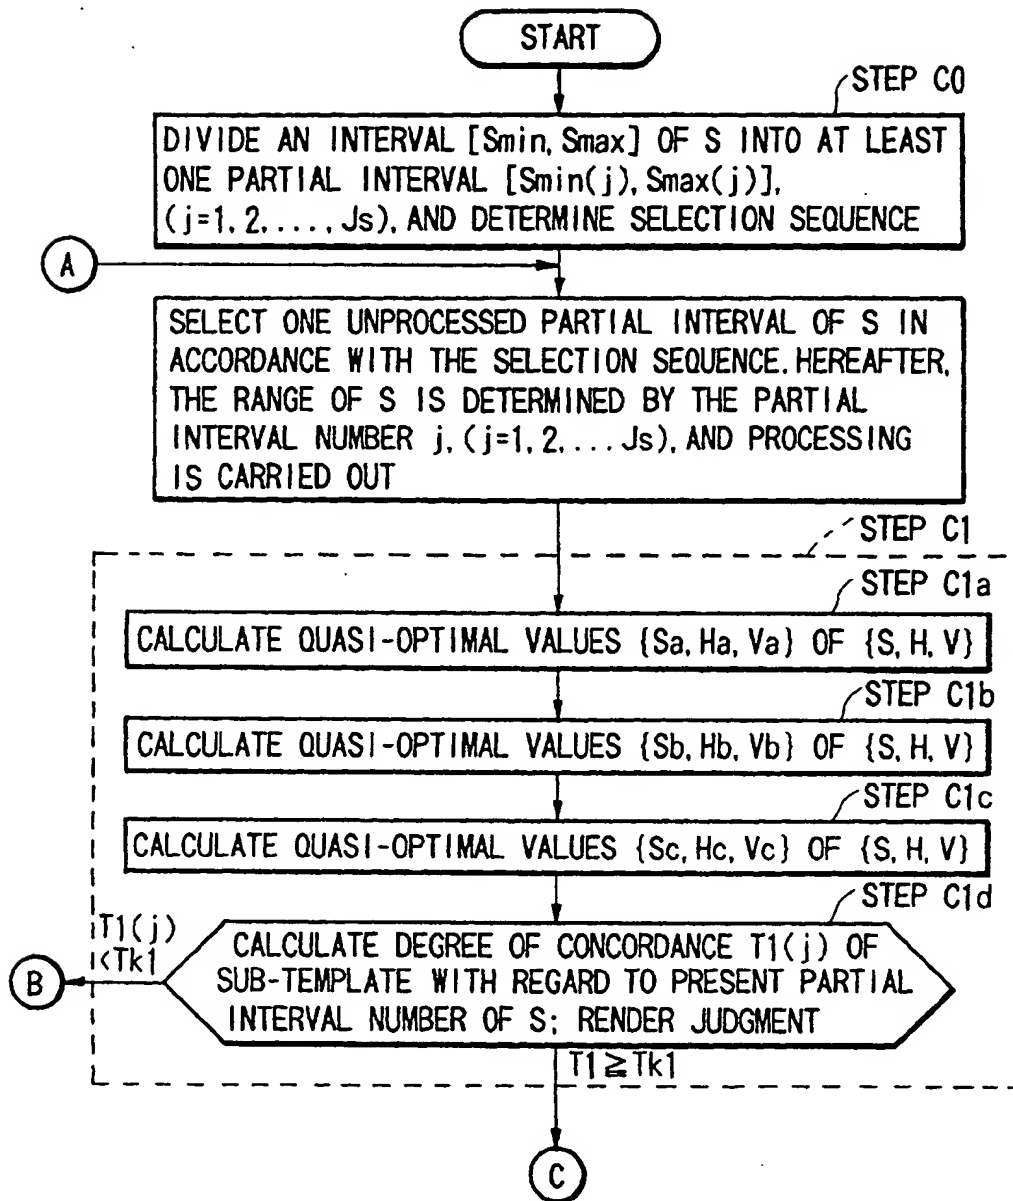 START
STEP C0
DIVIDE AN INTERVAL [Smin, Smax] OF S INTO AT LEAST
ONE PARTIAL INTERVAL [Smin(j), Smax(j)],
(j=1, 2, ..., Js), AND DETERMINE SELECTION SEQUENCE
A
SELECT ONE UNPROCESSED PARTIAL INTERVAL OF S IN
ACCORDANCE WITH THE SELECTION SEQUENCE. HEREAFTER,
THE RANGE OF S IS DETERMINED BY THE PARTIAL
INTERVAL NUMBER j, (j=1, 2, ... Js), AND PROCESSING
IS CARRIED OUT
STEP C1
STEP C1a
CALCULATE QUASI-OPTIMAL VALUES {Sa, Ha, Va} OF {S, H, V}
STEP C1b
CALCULATE QUASI-OPTIMAL VALUES {Sb, Hb, Vb} OF {S, H, V}
STEP C1c
CALCULATE QUASI-OPTIMAL VALUES {Sc, Hc, Vc} OF {S, H, V}
STEP C1d
T1(j)
<Tk1
B
CALCULATE DEGREE OF CONCORDANCE T1(j) OF
SUB-TEMPLATE WITH REGARD TO PRESENT PARTIAL
INTERVAL NUMBER OF S; RENDER JUDGMENT
T1≧Tk1
C